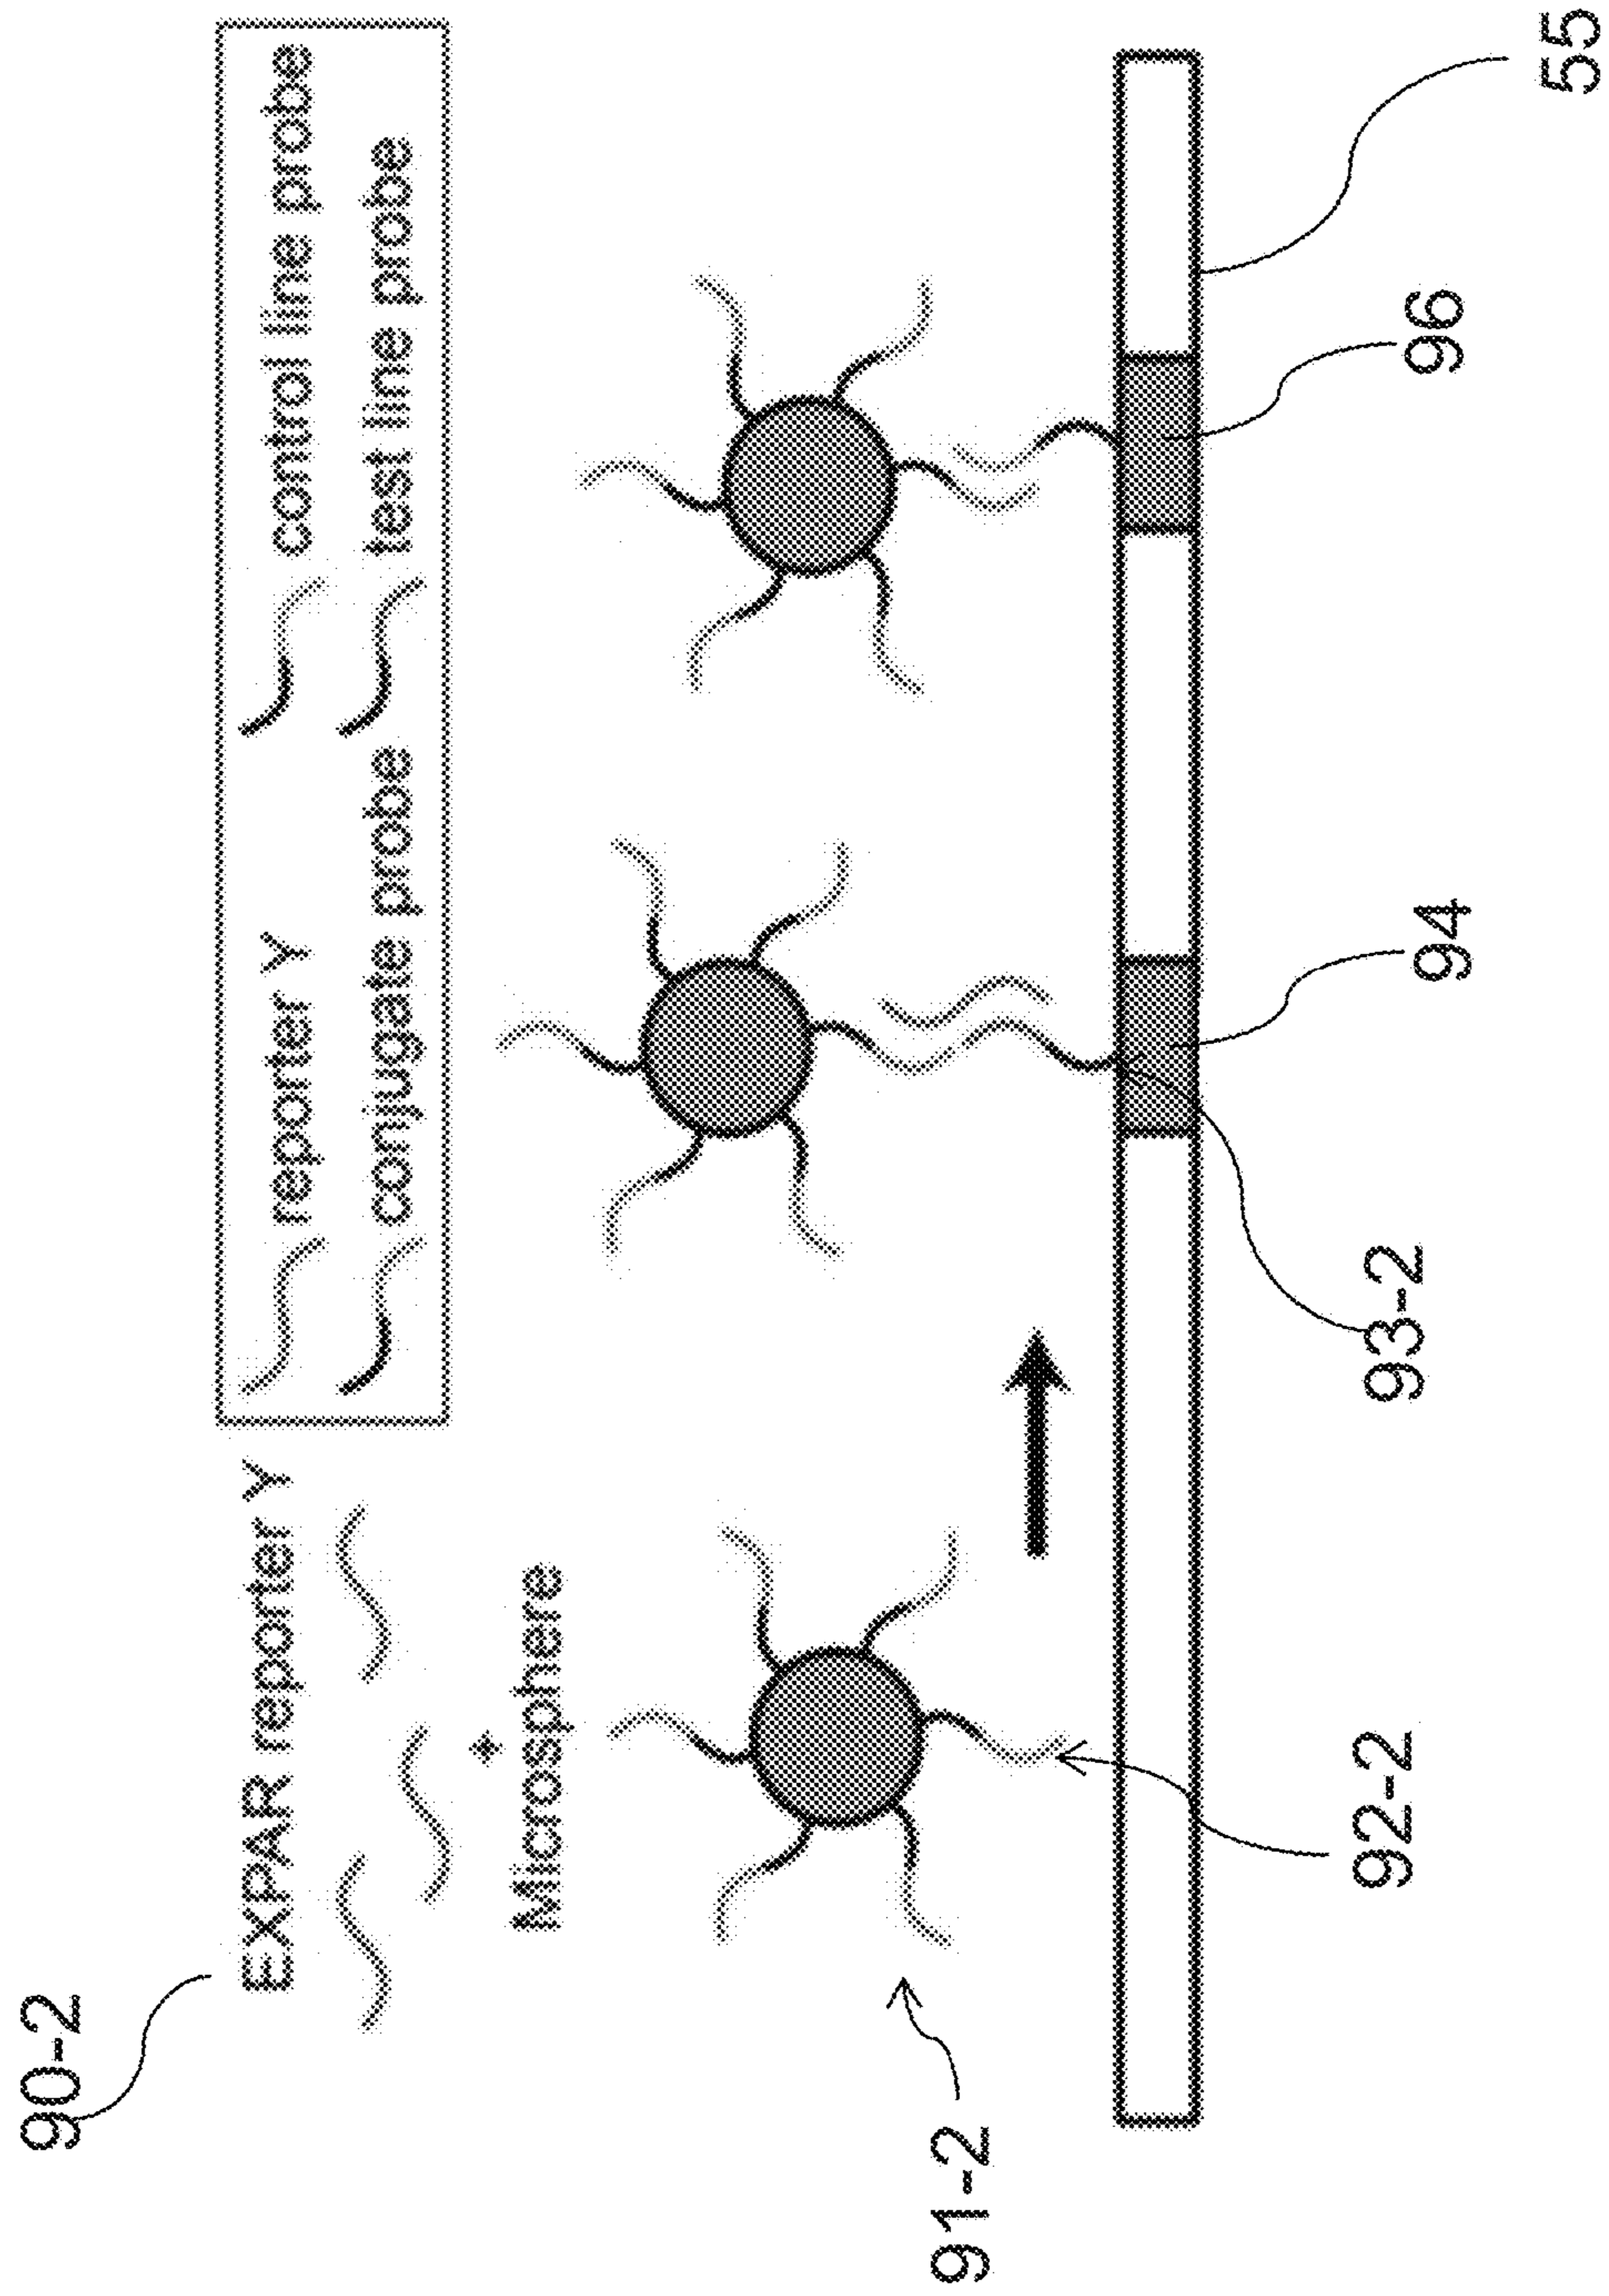 90-2
EXPAR reporter Y
reporter Y
control line probe
conjugate probe
test line probe
+
Microsphere
91-2
92-2
93-2
94
96
55